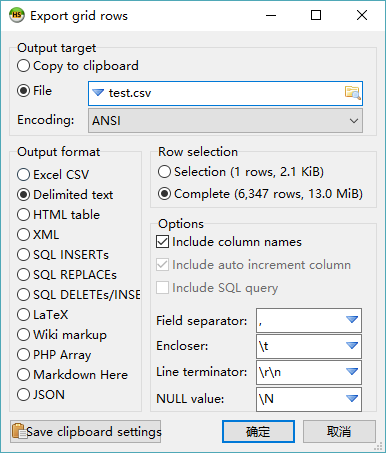 HS
Export grid rows
Output target
Copy to clipboard
File
test.csv
Encoding:
ANSI
Output format
Excel CSV
Delimited text
HTML table
XML
SQL INSERTs
SQL REPLACEs
SQL DELETEs/INSE
LaTeX
Wiki markup
PHP Array
Markdown Here
JSON
Row selection
Selection (1 rows, 2.1 KiB)
Complete (6,347 rows, 13.0 MiB)
Options
Include column names
Include auto increment column
Include SQL query
Field separator: ,
Encloser: \t
Line terminator: \r\n
NULL value: \N
Save clipboard settings
确定
取消